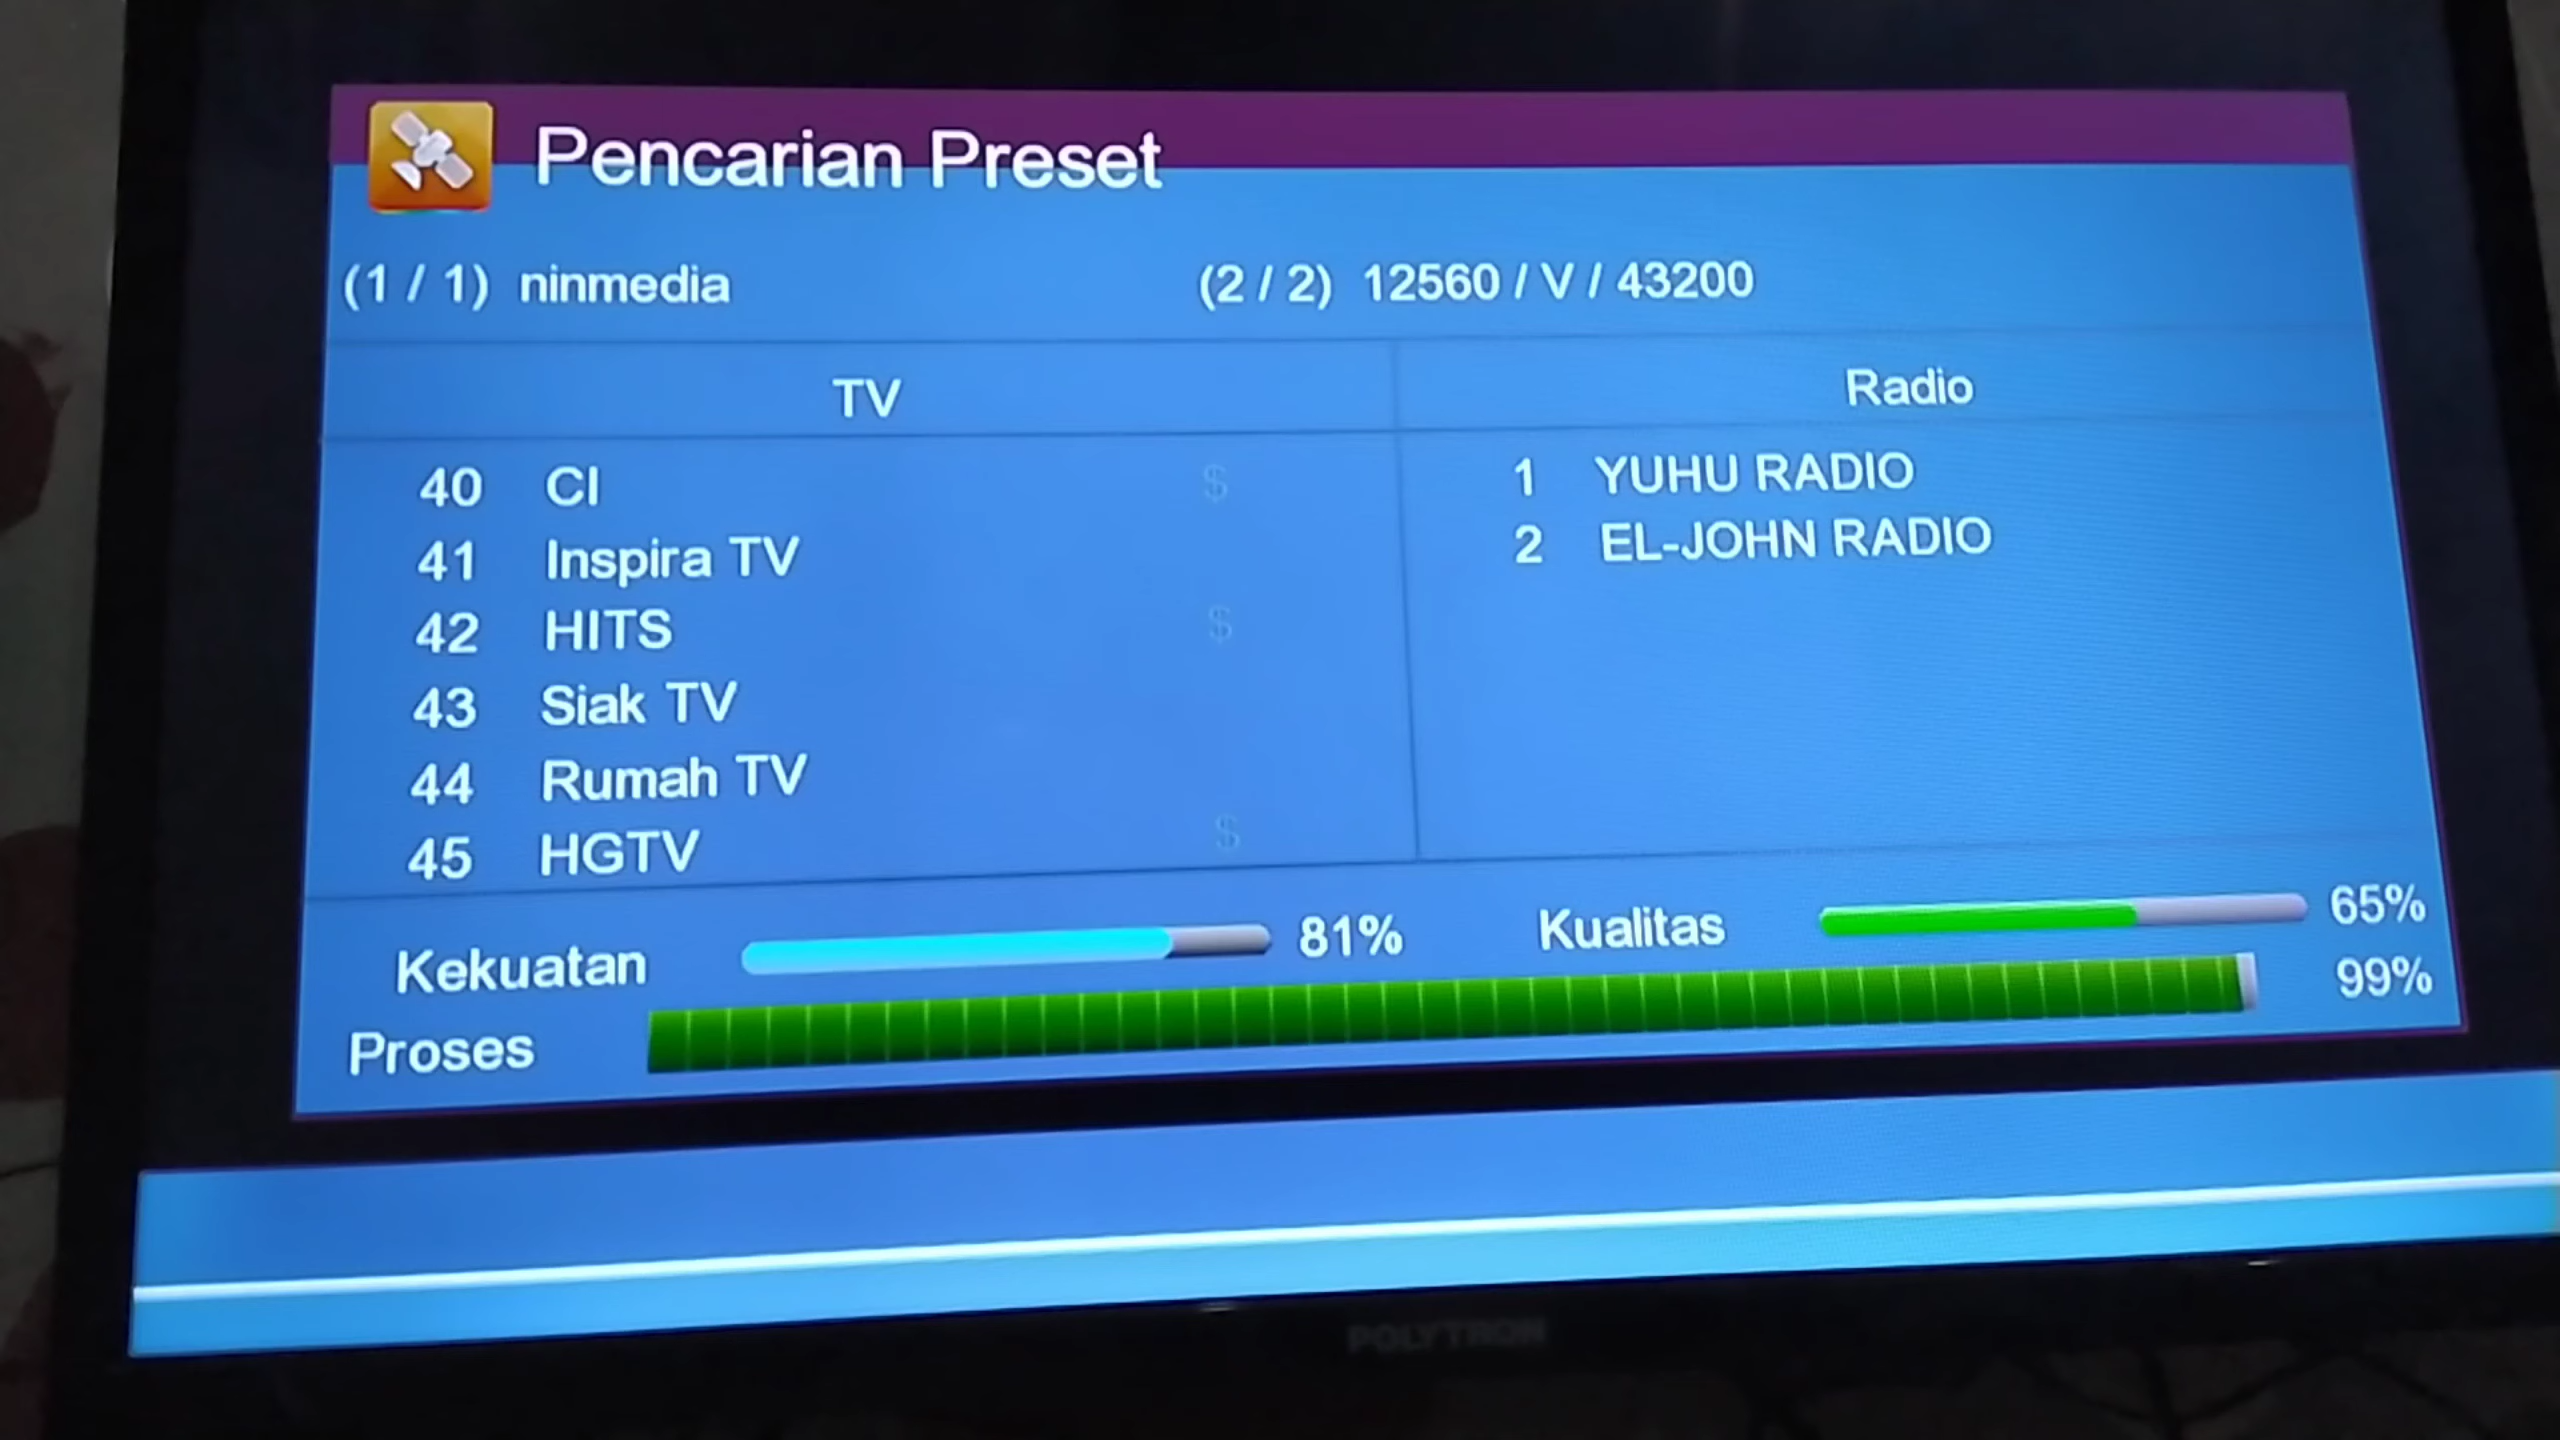 Pencarian Preset
(1 / 1) ninmedia (2 / 2) 12560 / V / 43200
TV Radio
40 CI $ 1 YUHU RADIO
41 Inspira TV 2 EL-JOHN RADIO
42 HITS $
43 Siak TV
44 Rumah TV
45 HGTV $
Kekuatan 81% Kualitas 65%
Proses 99%
POLYTRON